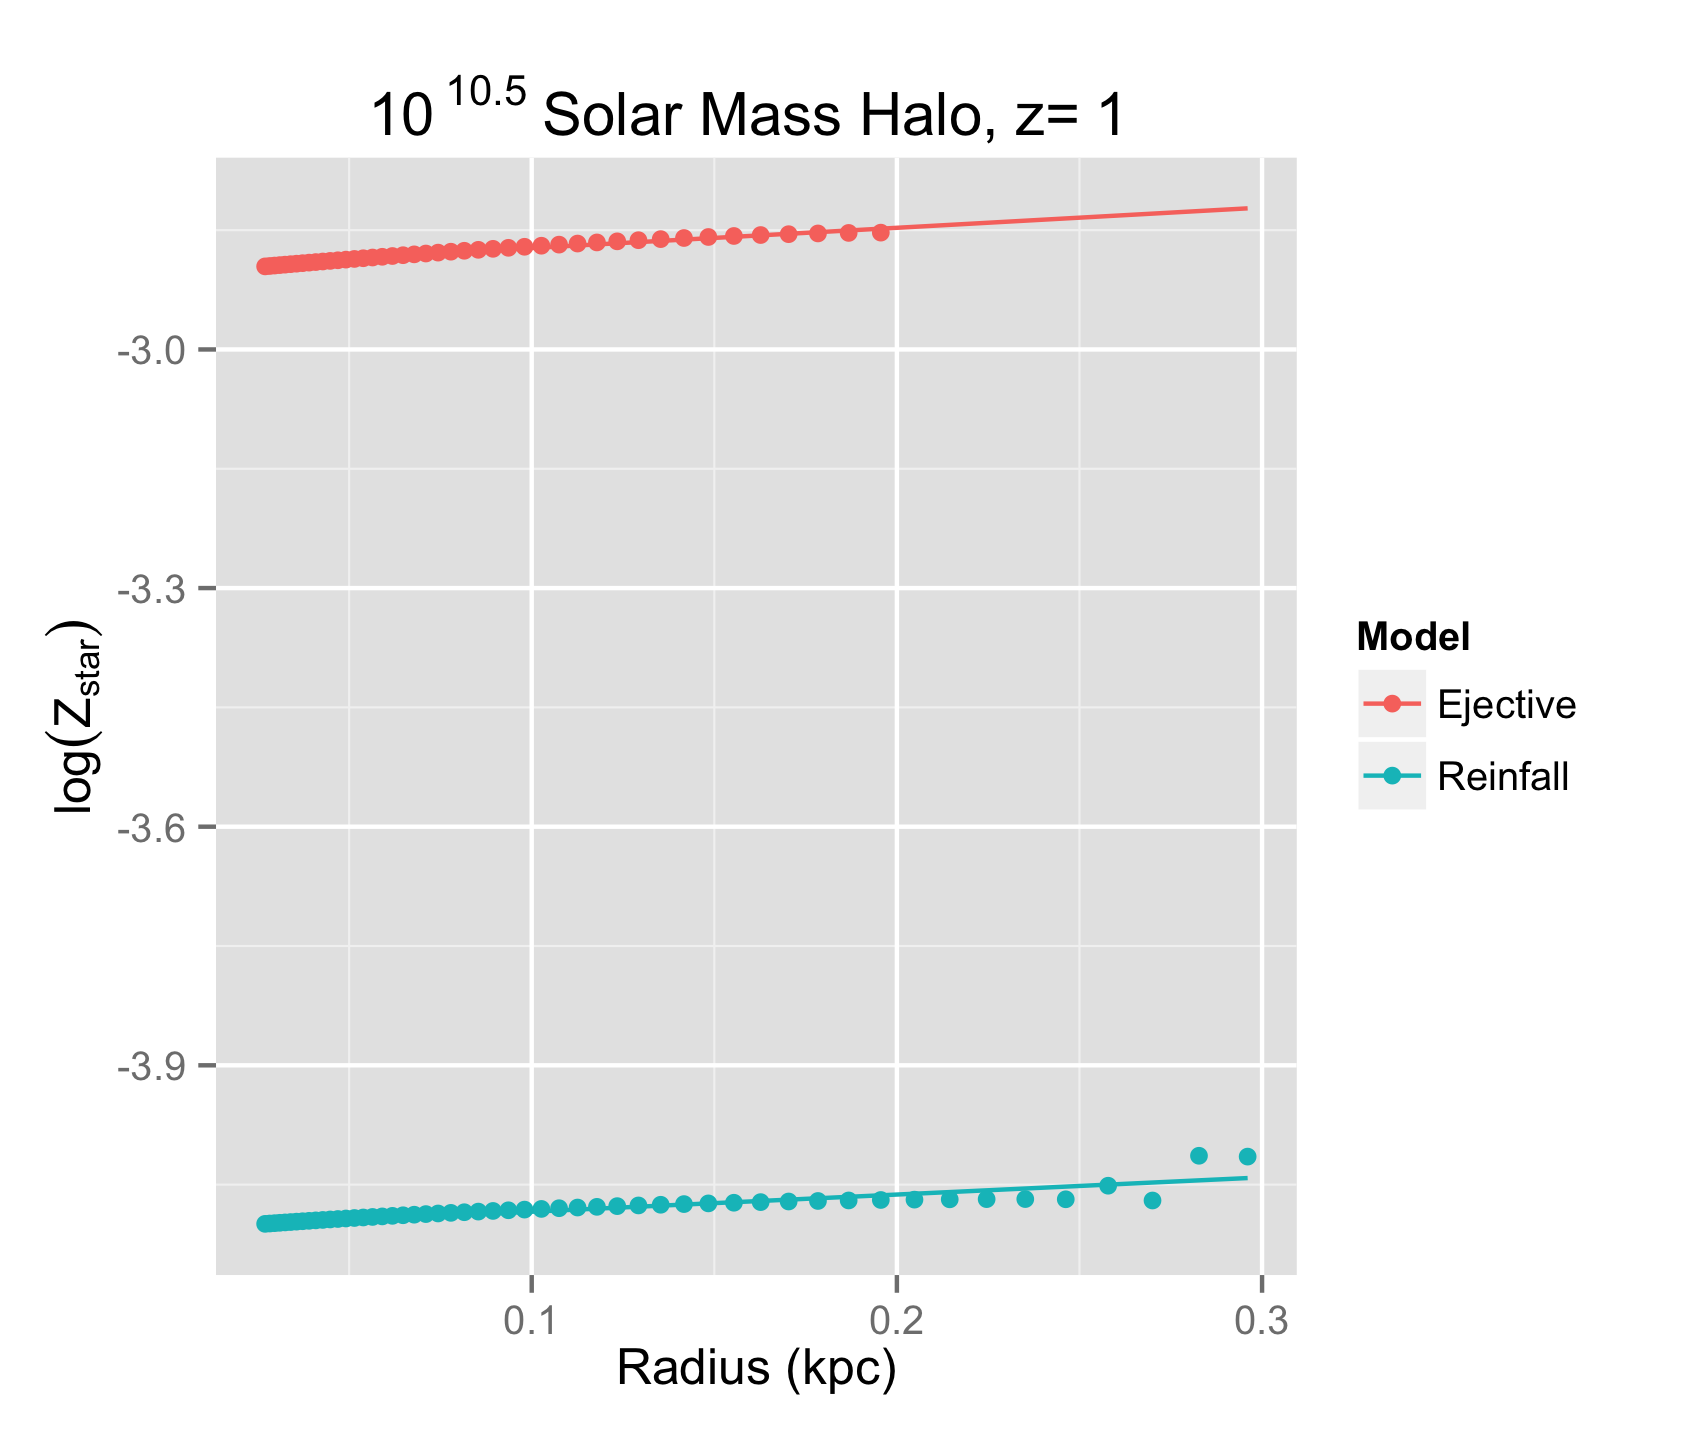 10^10.5 Solar Mass Halo, z= 1
-3.0
-3.3
-3.6
-3.9
log(Z_star)
0.1 0.2 0.3
Radius (kpc)
Model
Ejective
Reinfall